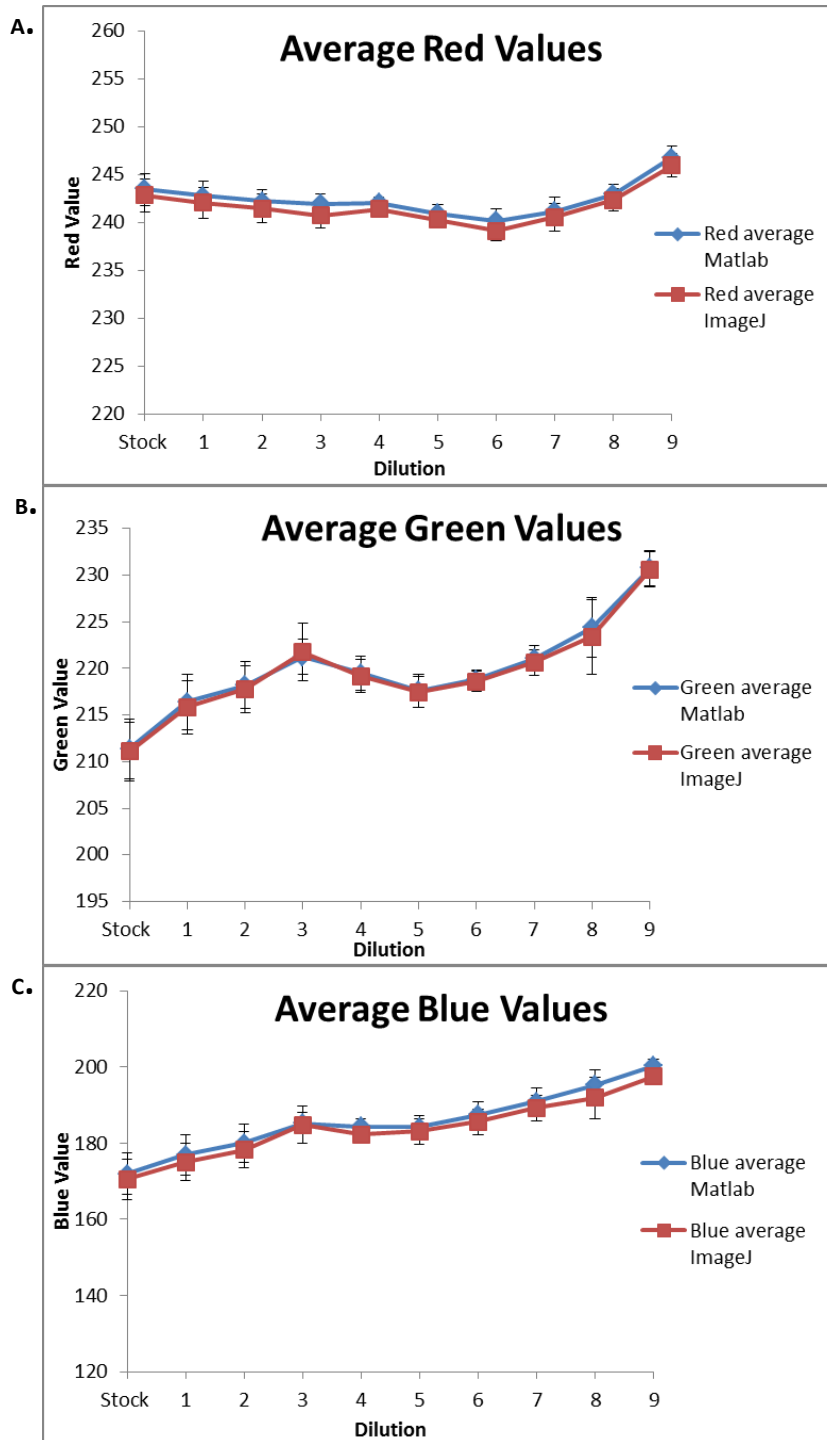 A.
Average Red Values
260
255
250
245
240
235
230
225
220
Red Value
Stock 1 2 3 4 5 6 7 8 9
Dilution
Red average
Matlab
Red average
ImageJ
B.
Average Green Values
235
230
225
220
215
210
205
200
195
Green Value
Stock 1 2 3 4 5 6 7 8 9
Dilution
Green average
Matlab
Green average
ImageJ
C.
Average Blue Values
220
200
180
160
140
120
Blue Value
Stock 1 2 3 4 5 6 7 8 9
Dilution
Blue average
Matlab
Blue average
ImageJ